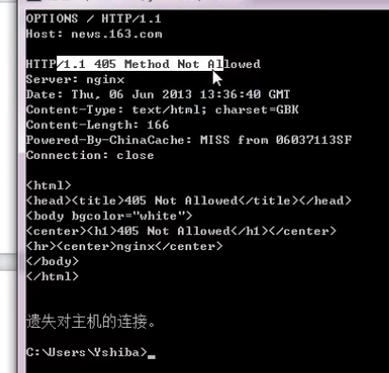 OPTIONS / HTTP/1.1
Host: news.163.com
HTTP/1.1 405 Method Not Allowed
Server: nginx
Date: Thu, 06 Jun 2013 13:36:40 GMT
Content-Type: text/html; charset=GBK
Content-Length: 166
Powered-By-ChinaCache: MISS from 06037113SF
Connection: close
<html>
<head><title>405 Not Allowed</title></head>
<body bgcolor="white">
<center><h1>405 Not Allowed</h1></center>
<hr><center>nginx</center>
</body>
</html>
遗失对主机的连接。
C:\Users\Yshiba>_